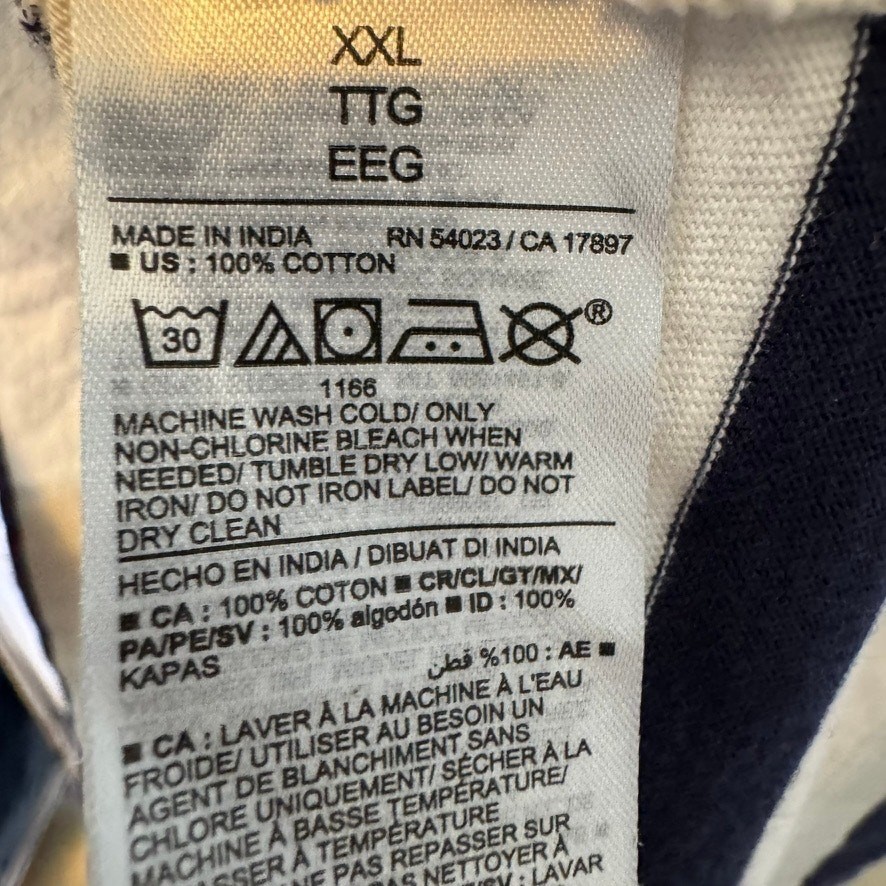 XXL
TTG
EEG
MADE IN INDIA RN 54023 / CA 17897
■ US : 100% COTTON
30 ®
1166
MACHINE WASH COLD/ ONLY
NON-CHLORINE BLEACH WHEN
NEEDED/ TUMBLE DRY LOW/ WARM
IRON/ DO NOT IRON LABEL/ DO NOT
DRY CLEAN
HECHO EN INDIA / DIBUAT DI INDIA
■ CA : 100% COTON ■ CR/CL/GT/MX/
PA/PE/SV : 100% algodón ■ ID : 100%
KAPAS
■ AE : 100% قطن
■ CA : LAVER À LA MACHINE À L'EAU
FROIDE/ UTILISER AU BESOIN UN
AGENT DE BLANCHIMENT SANS
CHLORE UNIQUEMENT/ SÉCHER À LA
MACHINE À BASSE TEMPÉRATURE/
À TEMPÉRATURE
PAS REPASSER SUR
NETTOYER À
: LAVAR